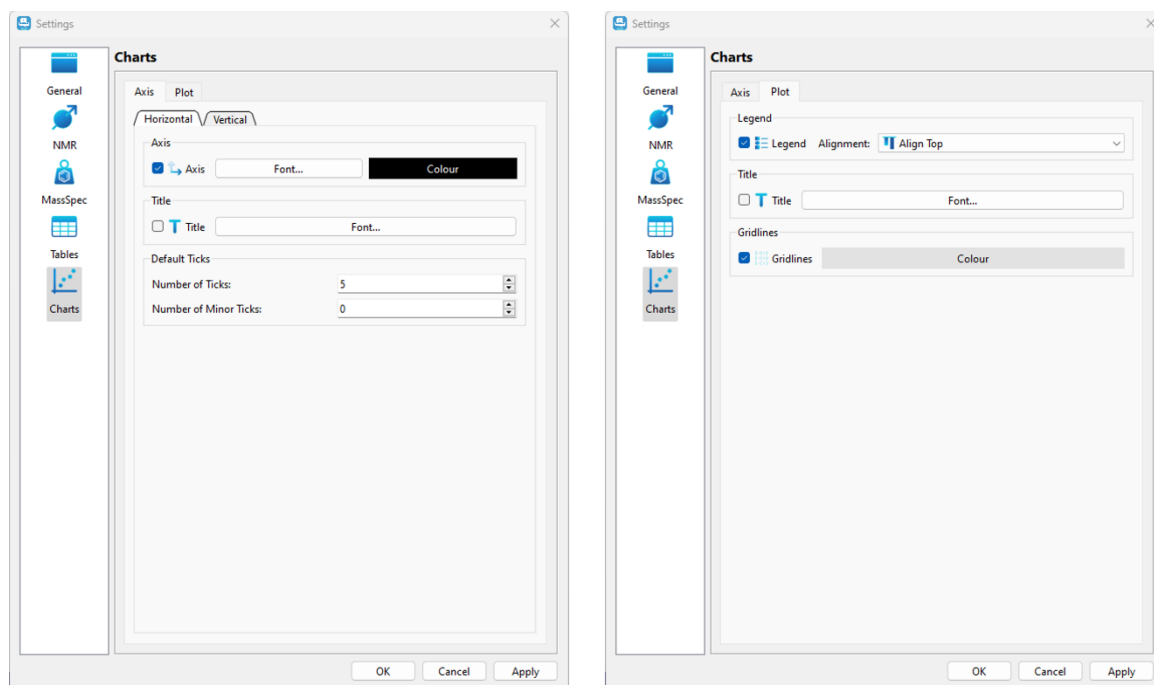 Settings
Charts
General
NMR
MassSpec
Tables
Charts
Axis Plot
Horizontal Vertical
Axis
Axis Font... Colour
Title
Title Font...
Default Ticks
Number of Ticks: 5
Number of Minor Ticks: 0
OK Cancel Apply
Settings
Charts
General
NMR
MassSpec
Tables
Charts
Axis Plot
Legend
Legend Alignment: Align Top
Title
Title Font...
Gridlines
Gridlines Colour
OK Cancel Apply